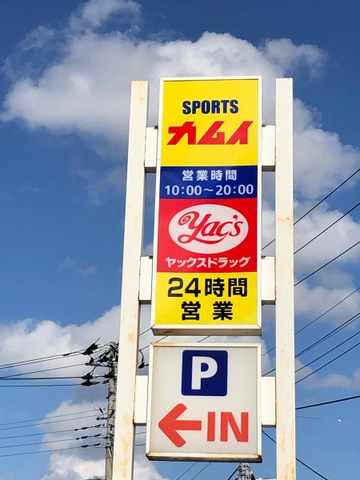 SPORTS
カムイ
営業時間
10:00〜20:00
Yac's
ヤックスドラッグ
24時間
営業
P
←IN